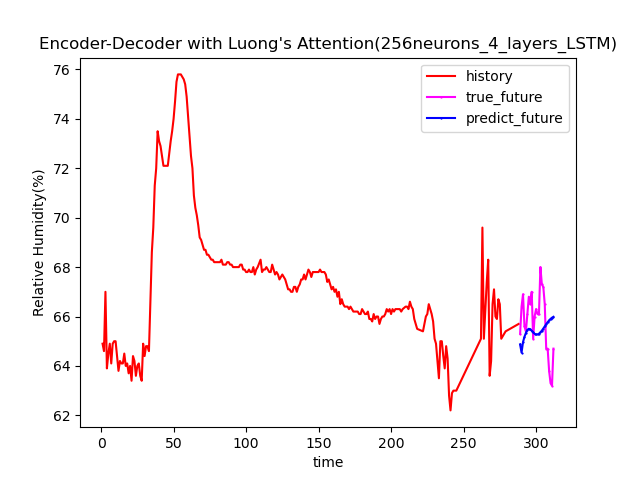 Encoder-Decoder with Luong's Attention(256neurons_4_layers_LSTM)
history
true_future
predict_future
Relative Humidity(%)
76
74
72
70
68
66
64
62
0 50 100 150 200 250 300
time